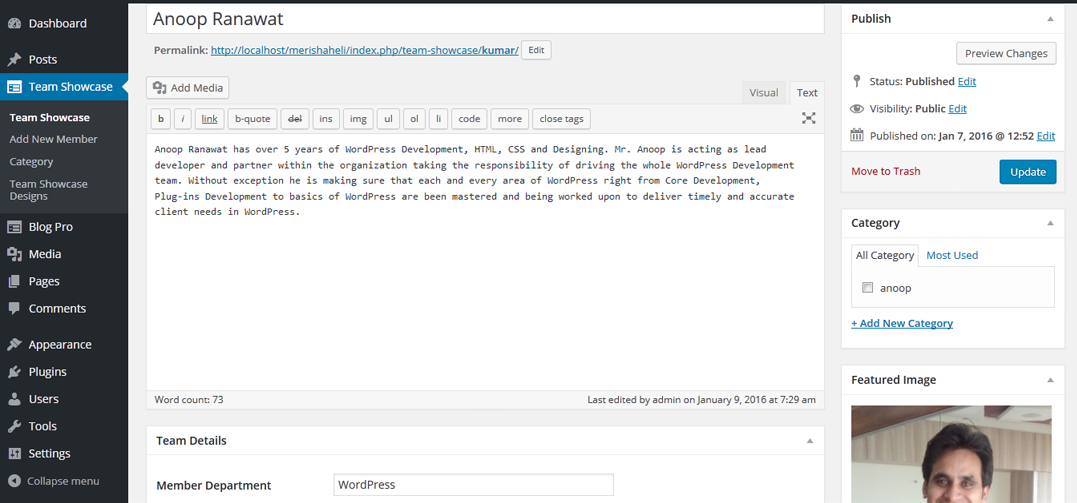 Dashboard
Posts
Team Showcase
Team Showcase
Add New Member
Category
Team Showcase
Designs
Blog Pro
Media
Pages
Comments
Appearance
Plugins
Users
Tools
Settings
Collapse menu
Anoop Ranawat
Permalink: http://localhost/merishaheli/index.php/team-showcase/kumar/ Edit
Add Media
Visual Text
b i link b-quote del ins img ul ol li code more close tags
Anoop Ranawat has over 5 years of WordPress Development, HTML, CSS and Designing. Mr. Anoop is acting as lead
developer and partner within the organization taking the responsibility of driving the whole WordPress Development
team. Without exception he is making sure that each and every area of WordPress right from Core Development,
Plug-ins Development to basics of WordPress are been mastered and being worked upon to deliver timely and accurate
client needs in WordPress.
Word count: 73 Last edited by admin on January 9, 2016 at 7:29 am
Team Details
Member Department WordPress
Publish
Preview Changes
Status: Published Edit
Visibility: Public Edit
Published on: Jan 7, 2016 @ 12:52 Edit
Move to Trash Update
Category
All Category Most Used
anoop
+ Add New Category
Featured Image